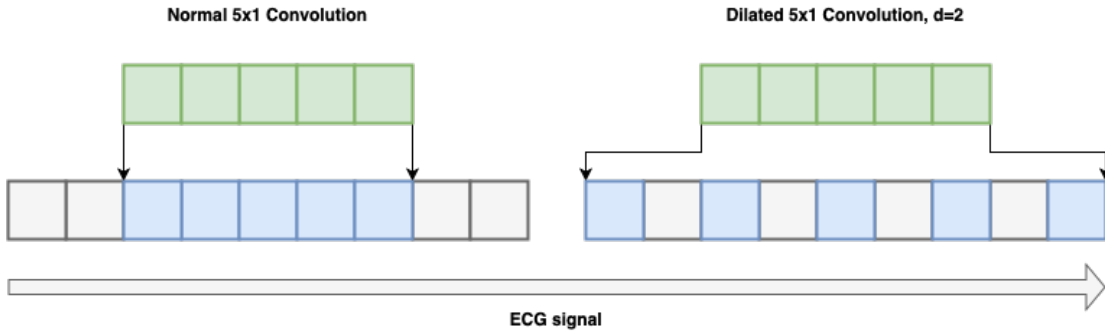 Normal 5x1 Convolution
Dilated 5x1 Convolution, d=2
ECG signal